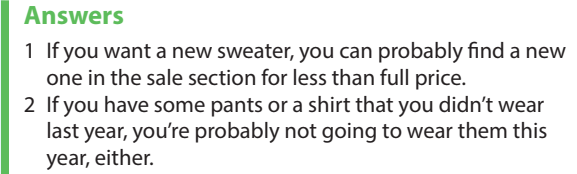 Answers
1 If you want a new sweater, you can probably find a new
one in the sale section for less than full price.
2 If you have some pants or a shirt that you didn’t wear
last year, you’re probably not going to wear them this
year, either.